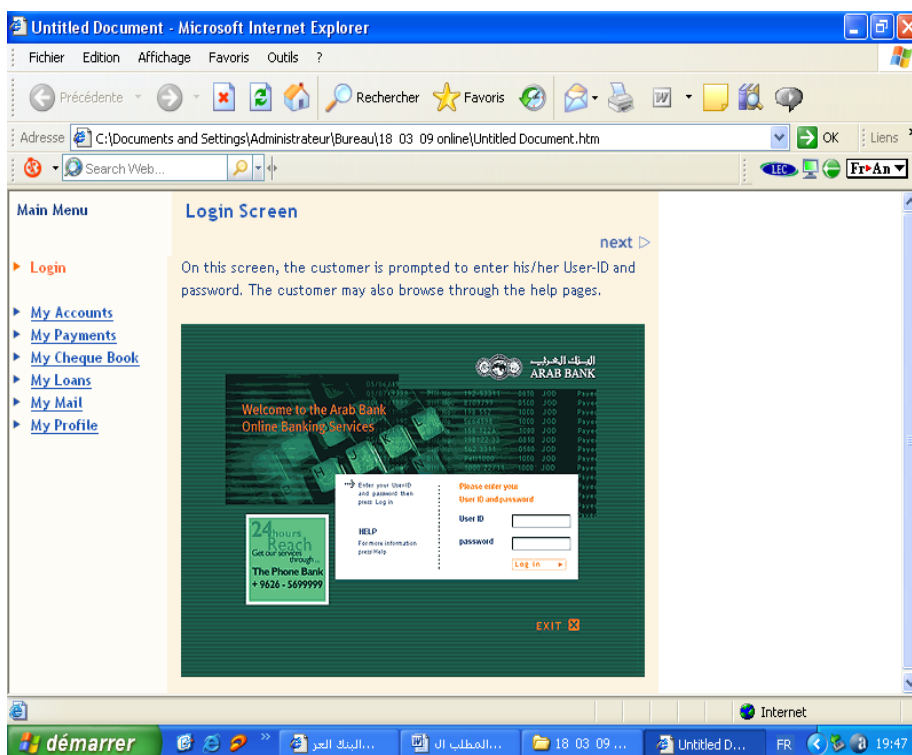 Untitled Document - Microsoft Internet Explorer
Fichier Edition Affichage Favoris Outils ?
Précédente Rechercher Favoris
Adresse C:\Documents and Settings\Administrateur\Bureau\18 03 09 online\Untitled Document.htm OK Liens
Search Web... LEC Fr▸An
Main Menu
Login
My Accounts
My Payments
My Cheque Book
My Loans
My Mail
My Profile
Login Screen
next
On this screen, the customer is prompted to enter his/her User-ID and
password. The customer may also browse through the help pages.
البنك العربي
ARAB BANK
Welcome to the Arab Bank
Online Banking Services
Enter your UserID
and password then
press Log in
HELP
For more information
press Help
Please enter your
User ID and password
User ID
password
Log in
24 hours
Reach
Get our services
through...
The Phone Bank
+ 9626 - 5699999
EXIT
Internet
démarrer
البنك العر...
المطلب ال...
18 03 09 ...
Untitled D...
FR
19:47